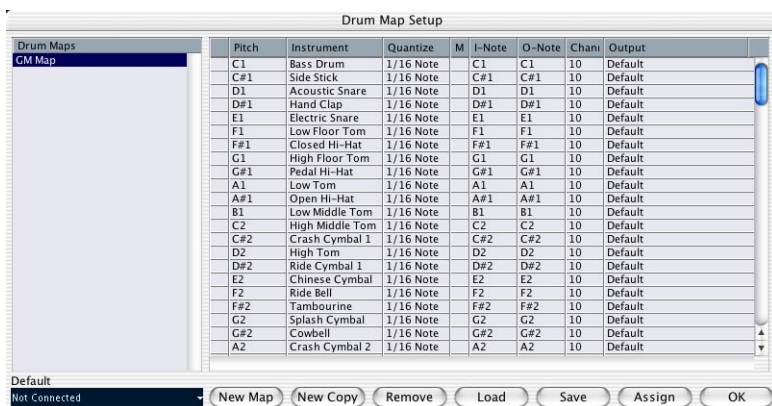 Drum Map Setup
Drum Maps
GM Map
Pitch Instrument Quantize M I-Note O-Note Chan Output
C1 Bass Drum 1/16 Note C1 C1 10 Default
C#1 Side Stick 1/16 Note C#1 C#1 10 Default
D1 Acoustic Snare 1/16 Note D1 D1 10 Default
D#1 Hand Clap 1/16 Note D#1 D#1 10 Default
E1 Electric Snare 1/16 Note E1 E1 10 Default
F1 Low Floor Tom 1/16 Note F1 F1 10 Default
F#1 Closed Hi-Hat 1/16 Note F#1 F#1 10 Default
G1 High Floor Tom 1/16 Note G1 G1 10 Default
G#1 Pedal Hi-Hat 1/16 Note G#1 G#1 10 Default
A1 Low Tom 1/16 Note A1 A1 10 Default
A#1 Open Hi-Hat 1/16 Note A#1 A#1 10 Default
B1 Low Middle Tom 1/16 Note B1 B1 10 Default
C2 High Middle Tom 1/16 Note C2 C2 10 Default
C#2 Crash Cymbal 1 1/16 Note C#2 C#2 10 Default
D2 High Tom 1/16 Note D2 D2 10 Default
D#2 Ride Cymbal 1 1/16 Note D#2 D#2 10 Default
E2 Chinese Cymbal 1/16 Note E2 E2 10 Default
F2 Ride Bell 1/16 Note F2 F2 10 Default
F#2 Tambourine 1/16 Note F#2 F#2 10 Default
G2 Splash Cymbal 1/16 Note G2 G2 10 Default
G#2 Cowbell 1/16 Note G#2 G#2 10 Default
A2 Crash Cymbal 2 1/16 Note A2 A2 10 Default
Default
Not Connected
New Map New Copy Remove Load Save Assign OK